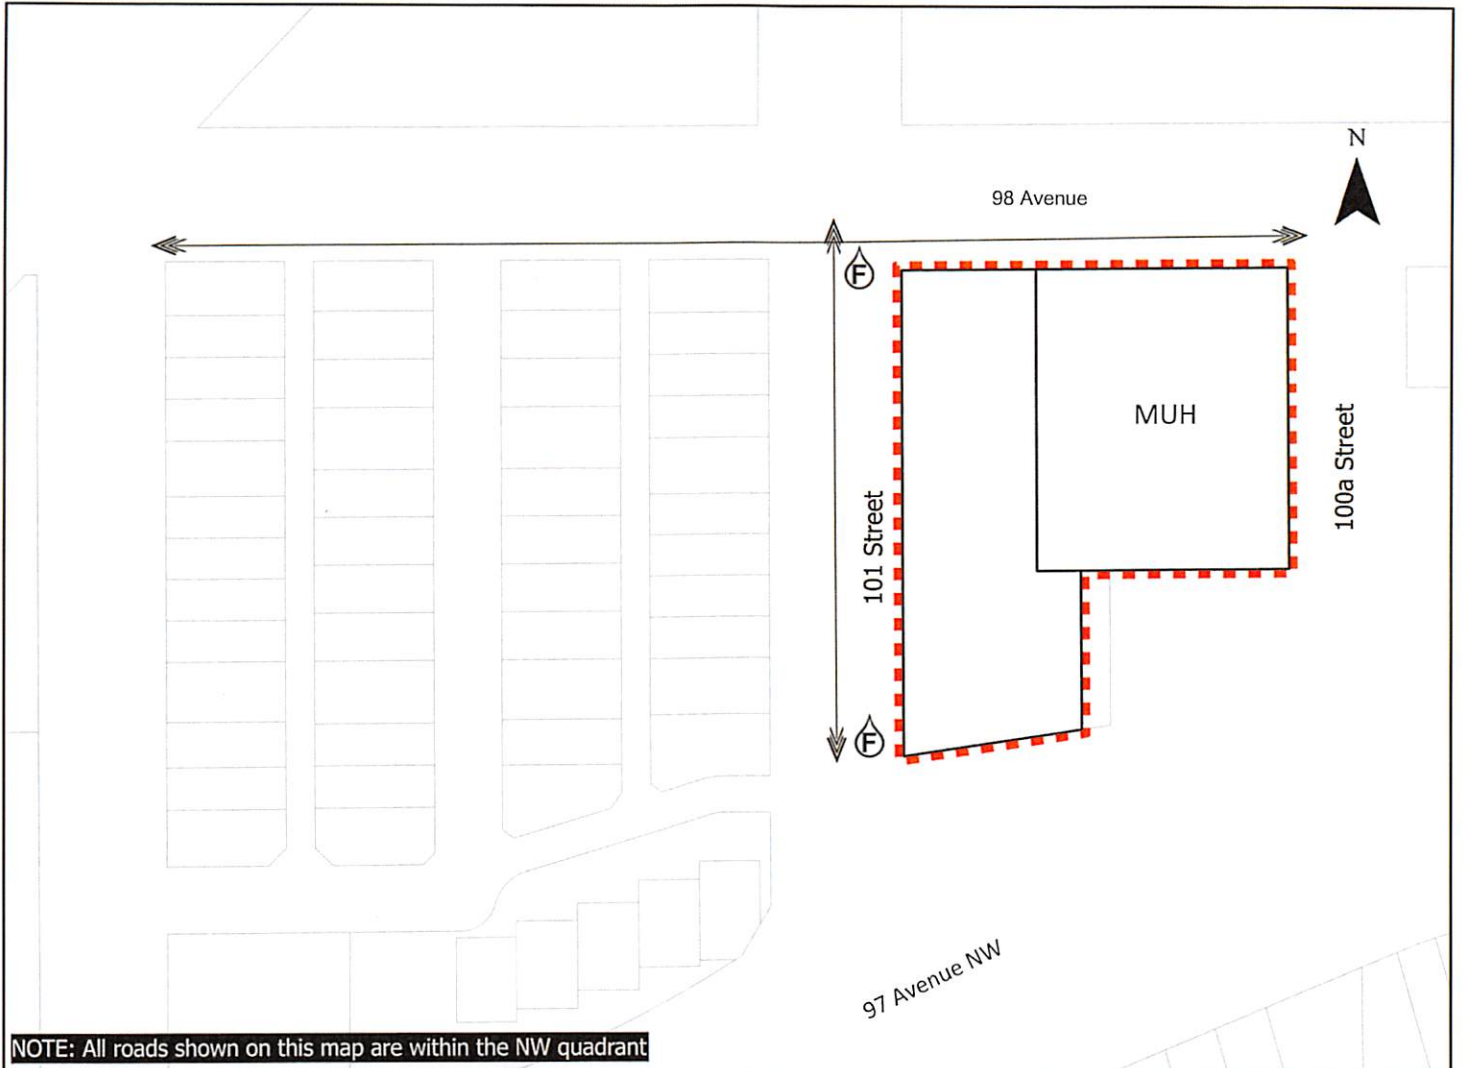 N
98 Avenue
F
MUH
100a Street
101 Street
F
97 Avenue NW
NOTE: All roads shown on this map are within the NW quadrant